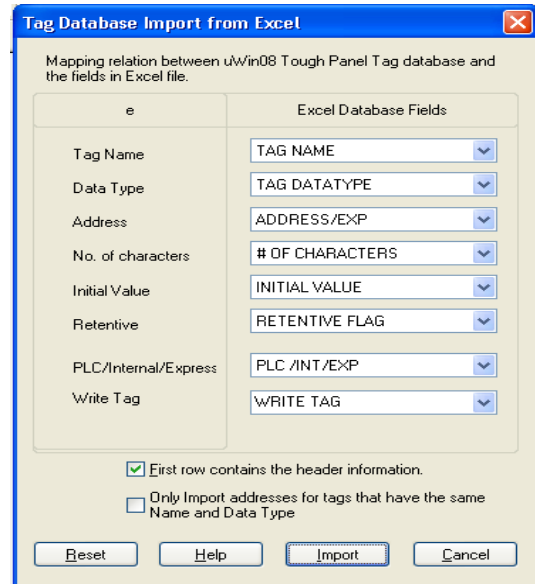 Tag Database Import from Excel
Mapping relation between uWin08 Tough Panel Tag database and
the fields in Excel file.
e Excel Database Fields
Tag Name TAG NAME
Data Type TAG DATATYPE
Address ADDRESS/EXP
No. of characters # OF CHARACTERS
Initial Value INITIAL VALUE
Retentive RETENTIVE FLAG
PLC/Internal/Express PLC /INT/EXP
Write Tag WRITE TAG
First row contains the header information.
Only Import addresses for tags that have the same
Name and Data Type
Reset Help Import Cancel